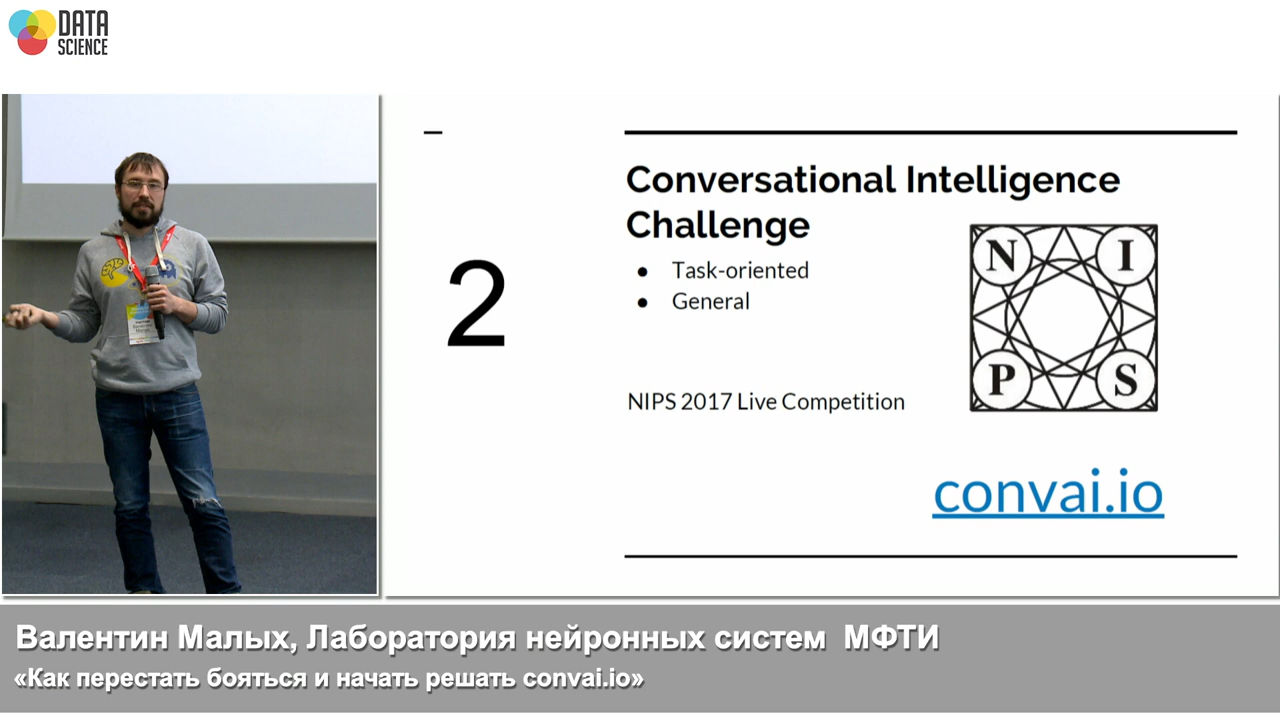 DATA
SCIENCE
2
Conversational Intelligence
Challenge
● Task-oriented
● General
NIPS 2017 Live Competition
N I
P S
convai.io
Валентин Малых, Лаборатория нейронных систем МФТИ
«Как перестать бояться и начать решать convai.io»